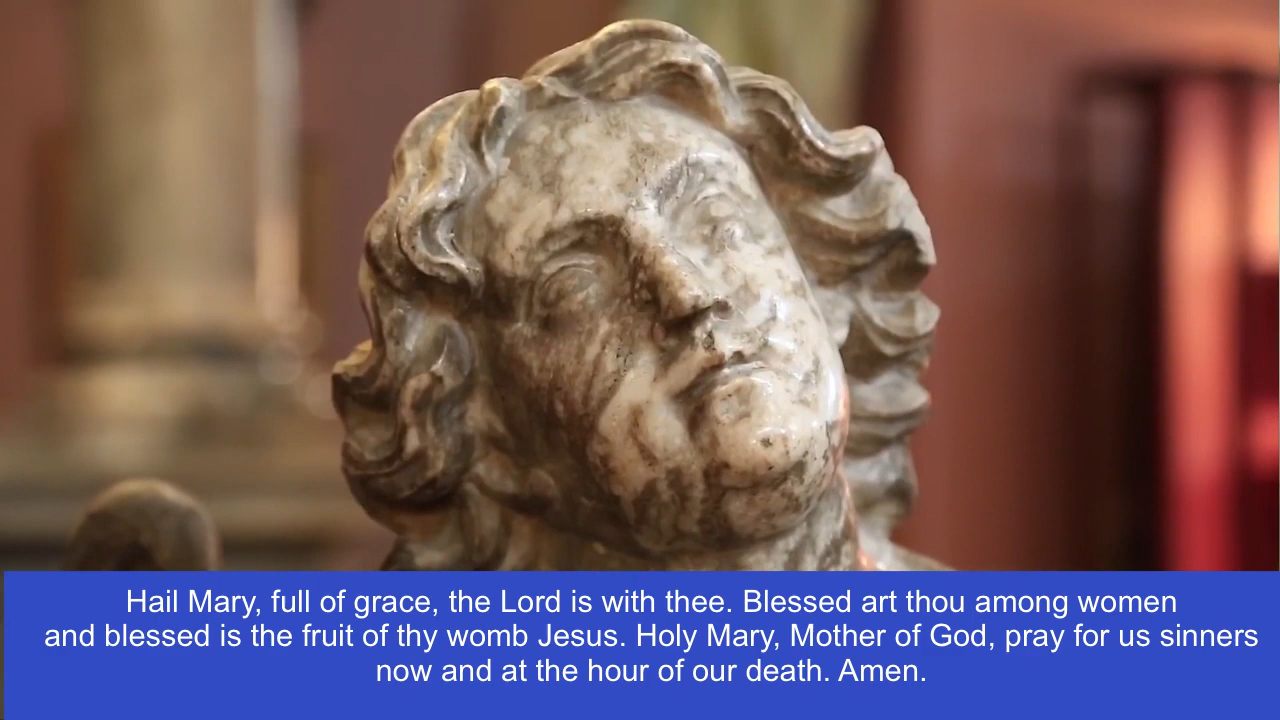 Hail Mary, full of grace, the Lord is with thee. Blessed art thou among women
and blessed is the fruit of thy womb Jesus. Holy Mary, Mother of God, pray for us sinners
now and at the hour of our death. Amen.